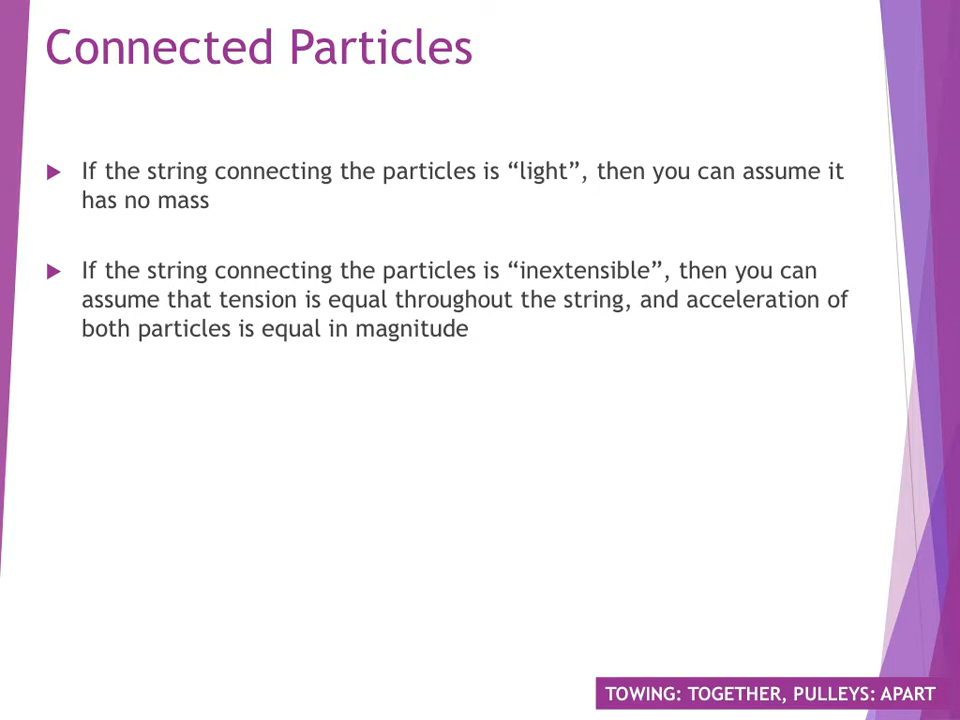 Connected Particles
If the string connecting the particles is “light”, then you can assume it
has no mass
If the string connecting the particles is “inextensible”, then you can
assume that tension is equal throughout the string, and acceleration of
both particles is equal in magnitude
TOWING: TOGETHER, PULLEYS: APART